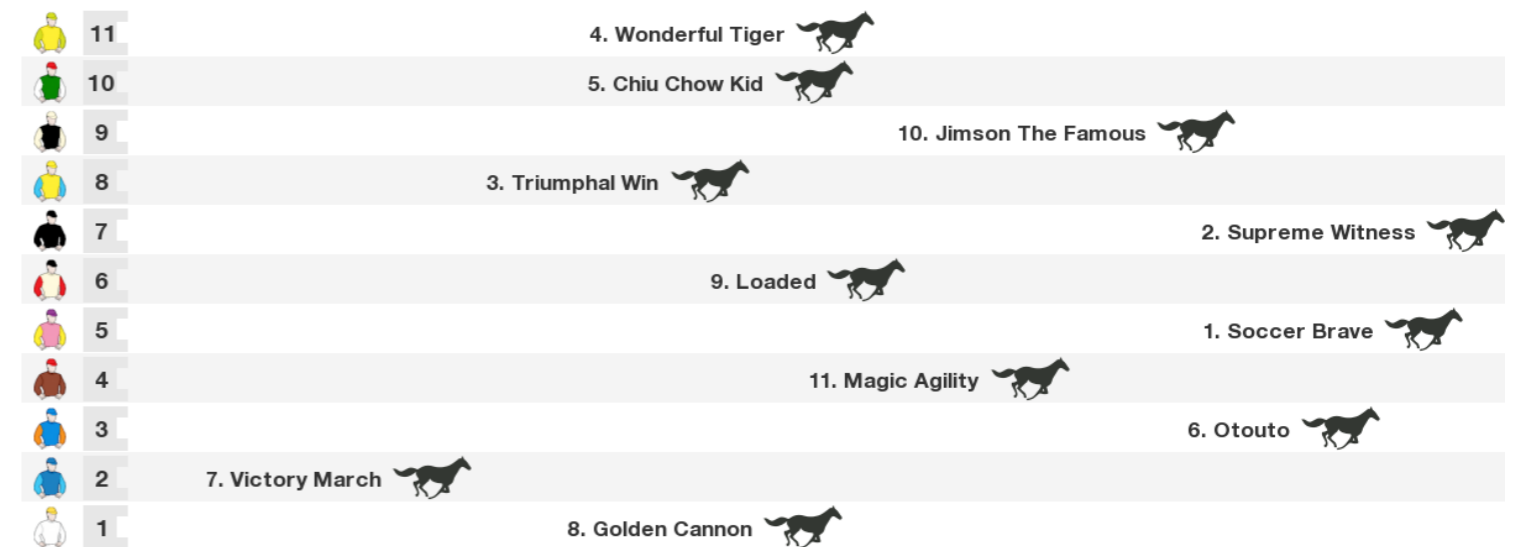 11 4. Wonderful Tiger
10 5. Chiu Chow Kid
9 10. Jimson The Famous
8 3. Triumphal Win
7 2. Supreme Witness
6 9. Loaded
5 1. Soccer Brave
4 11. Magic Agility
3 6. Otouto
2 7. Victory March
1 8. Golden Cannon